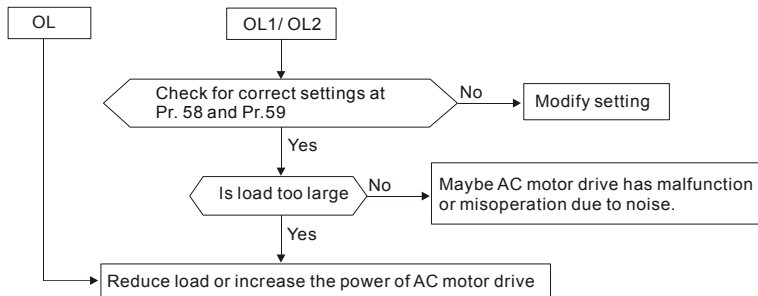 OL
OL1/ OL2
Check for correct settings at
Pr. 58 and Pr.59
No
Modify setting
Yes
Is load too large
No
Maybe AC motor drive has malfunction
or misoperation due to noise.
Yes
Reduce load or increase the power of AC motor drive